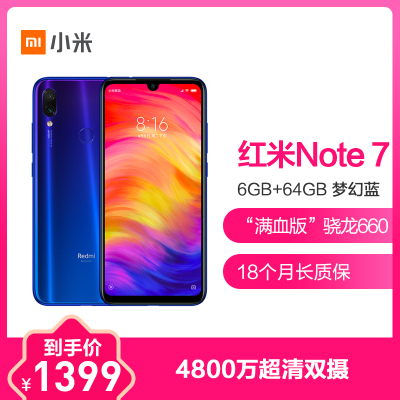 小米
8:16
Redmi
红米Note 7
6GB+64GB 梦幻蓝
“满血版”骁龙660
18个月长质保
到手价
¥1399
4800万超清双摄